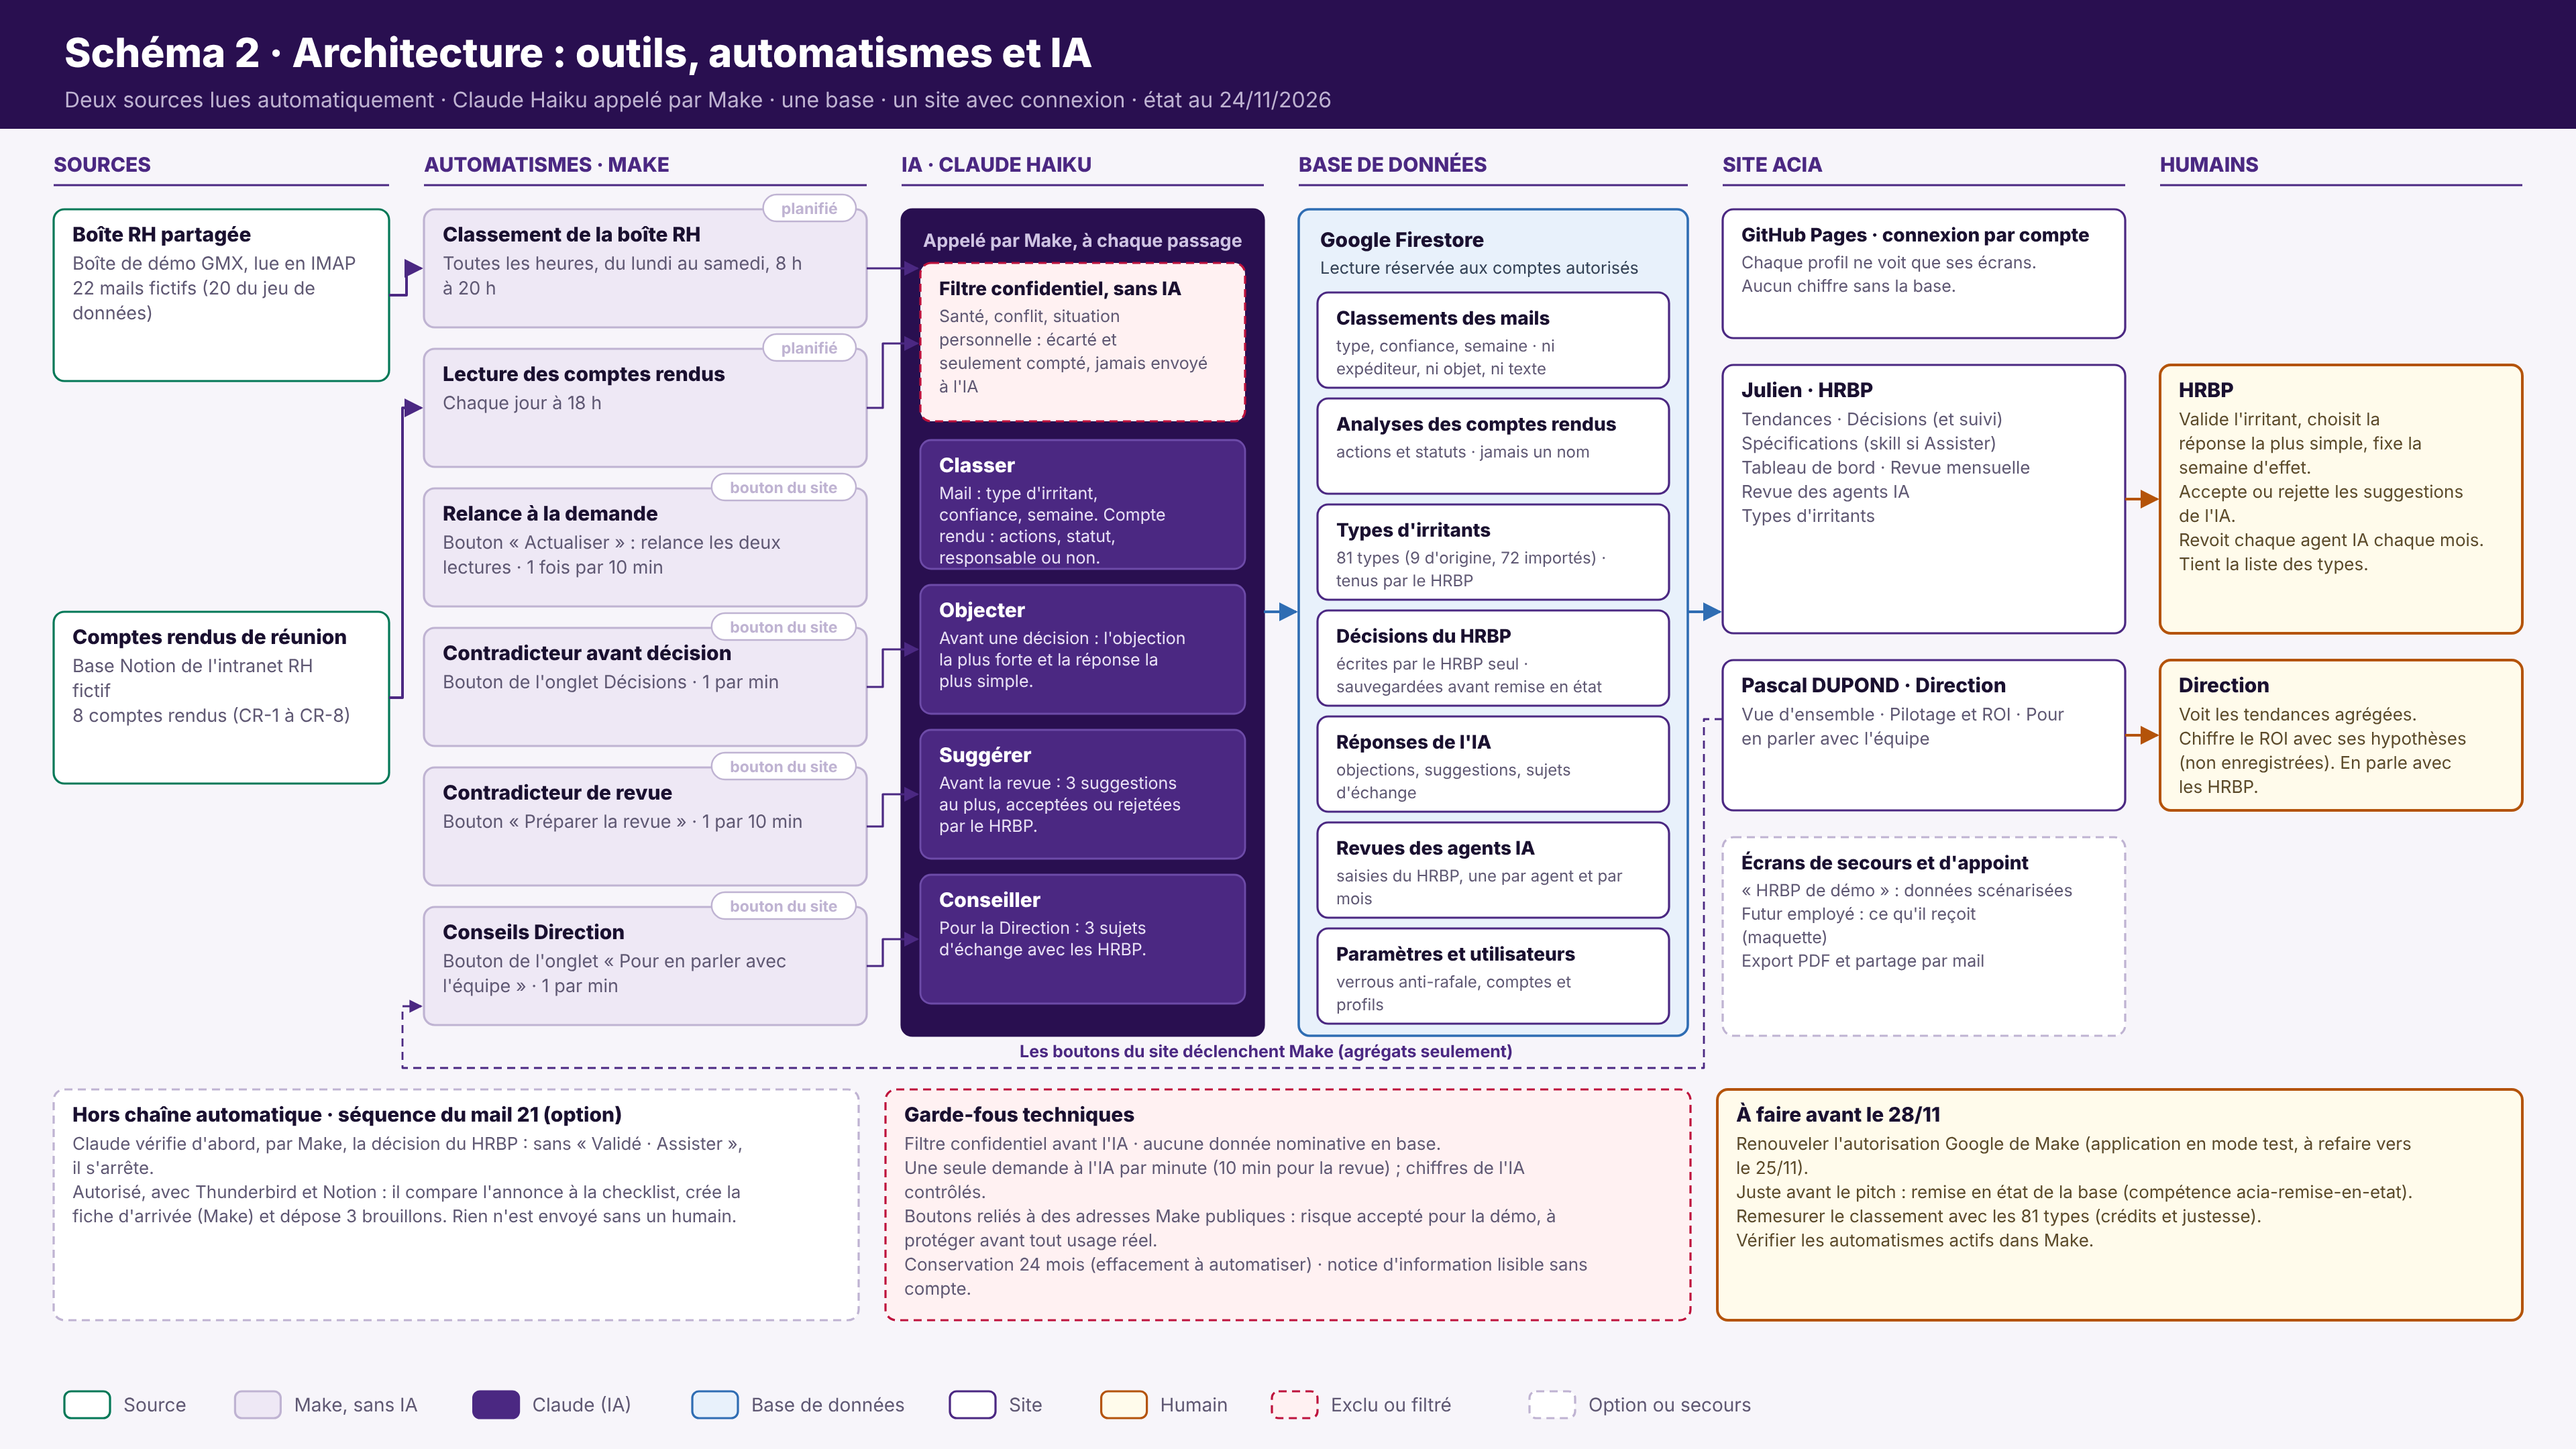 Schéma 2 · Architecture : outils, automatismes et IA
Deux sources lues automatiquement · Claude Haiku appelé par Make · une base · un site avec connexion · état au 24/11/2026
SOURCES
Boîte RH partagée
Boîte de démo GMX, lue en IMAP
22 mails fictifs (20 du jeu de
données)
Comptes rendus de réunion
Base Notion de l'intranet RH
fictif
8 comptes rendus (CR-1 à CR-8)
AUTOMATISMES · MAKE
planifié
Classement de la boîte RH
Toutes les heures, du lundi au samedi, 8 h
à 20 h
planifié
Lecture des comptes rendus
Chaque jour à 18 h
bouton du site
Relance à la demande
Bouton « Actualiser » : relance les deux
lectures · 1 fois par 10 min
bouton du site
Contradicteur avant décision
Bouton de l'onglet Décisions · 1 par min
bouton du site
Contradicteur de revue
Bouton « Préparer la revue » · 1 par 10 min
bouton du site
Conseils Direction
Bouton de l'onglet « Pour en parler avec
l'équipe » · 1 par min
IA · CLAUDE HAIKU
Appelé par Make, à chaque passage
Filtre confidentiel, sans IA
Santé, conflit, situation
personnelle : écarté et
seulement compté, jamais envoyé
à l'IA
Classer
Mail : type d'irritant,
confiance, semaine. Compte
rendu : actions, statut,
responsable ou non.
Objecter
Avant une décision : l'objection
la plus forte et la réponse la
plus simple.
Suggérer
Avant la revue : 3 suggestions
au plus, acceptées ou rejetées
par le HRBP.
Conseiller
Pour la Direction : 3 sujets
d'échange avec les HRBP.
BASE DE DONNÉES
Google Firestore
Lecture réservée aux comptes autorisés
Classements des mails
type, confiance, semaine · ni
expéditeur, ni objet, ni texte
Analyses des comptes rendus
actions et statuts · jamais un nom
Types d'irritants
81 types (9 d'origine, 72 importés) ·
tenus par le HRBP
Décisions du HRBP
écrites par le HRBP seul ·
sauvegardées avant remise en état
Réponses de l'IA
objections, suggestions, sujets
d'échange
Revues des agents IA
saisies du HRBP, une par agent et par
mois
Paramètres et utilisateurs
verrous anti-rafale, comptes et
profils
SITE ACIA
GitHub Pages · connexion par compte
Chaque profil ne voit que ses écrans.
Aucun chiffre sans la base.
Julien · HRBP
Tendances · Décisions (et suivi)
Spécifications (skill si Assister)
Tableau de bord · Revue mensuelle
Revue des agents IA
Types d'irritants
Pascal DUPOND · Direction
Vue d'ensemble · Pilotage et ROI · Pour
en parler avec l'équipe
Écrans de secours et d'appoint
« HRBP de démo » : données scénarisées
Futur employé : ce qu'il reçoit
(maquette)
Export PDF et partage par mail
HUMAINS
HRBP
Valide l'irritant, choisit la
réponse la plus simple, fixe la
semaine d'effet.
Accepte ou rejette les suggestions
de l'IA.
Revoit chaque agent IA chaque mois.
Tient la liste des types.
Direction
Voit les tendances agrégées.
Chiffre le ROI avec ses hypothèses
(non enregistrées). En parle avec
les HRBP.
Les boutons du site déclenchent Make (agrégats seulement)
Hors chaîne automatique · séquence du mail 21 (option)
Claude vérifie d'abord, par Make, la décision du HRBP : sans « Validé · Assister »,
il s'arrête.
Autorisé, avec Thunderbird et Notion : il compare l'annonce à la checklist, crée la
fiche d'arrivée (Make) et dépose 3 brouillons. Rien n'est envoyé sans un humain.
Garde-fous techniques
Filtre confidentiel avant l'IA · aucune donnée nominative en base.
Une seule demande à l'IA par minute (10 min pour la revue) ; chiffres de l'IA
contrôlés.
Boutons reliés à des adresses Make publiques : risque accepté pour la démo, à
protéger avant tout usage réel.
Conservation 24 mois (effacement à automatiser) · notice d'information lisible sans
compte.
À faire avant le 28/11
Renouveler l'autorisation Google de Make (application en mode test, à refaire vers
le 25/11).
Juste avant le pitch : remise en état de la base (compétence acia-remise-en-etat).
Remesurer le classement avec les 81 types (crédits et justesse).
Vérifier les automatismes actifs dans Make.
Source
Make, sans IA
Claude (IA)
Base de données
Site
Humain
Exclu ou filtré
Option ou secours